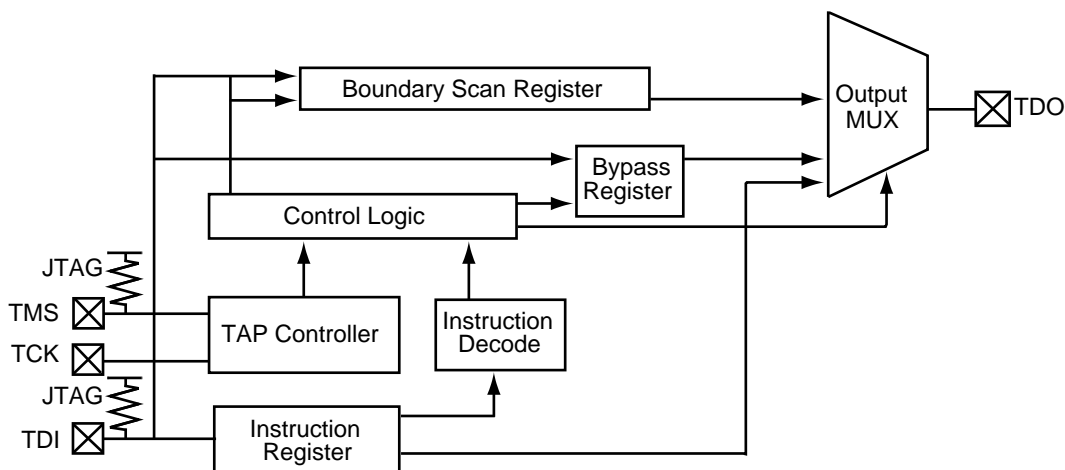 Boundary Scan Register
Output
MUX
TDO
Bypass
Register
Control Logic
JTAG
TMS
TAP Controller
Instruction
Decode
TCK
JTAG
TDI
Instruction
Register